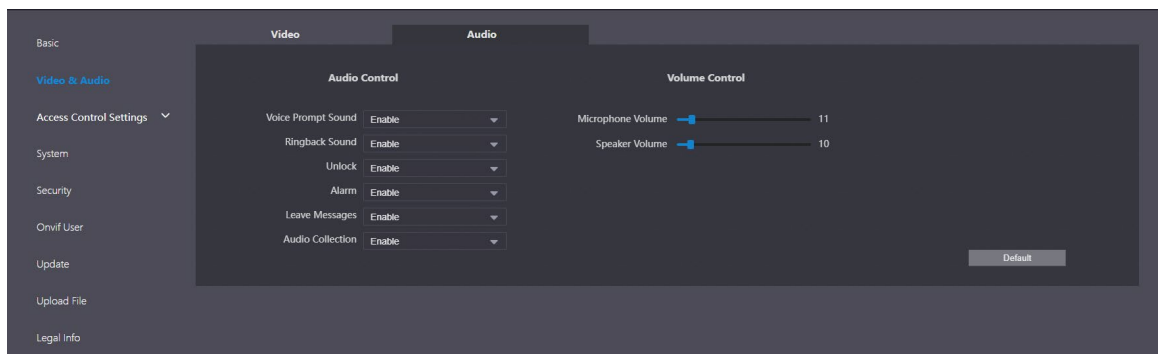 Basic
Video & Audio
Access Control Settings
System
Security
Onvif User
Update
Upload File
Legal Info
Video Audio
Audio Control
Voice Prompt Sound Enable
Ringback Sound Enable
Unlock Enable
Alarm Enable
Leave Messages Enable
Audio Collection Enable
Volume Control
Microphone Volume 11
Speaker Volume 10
Default